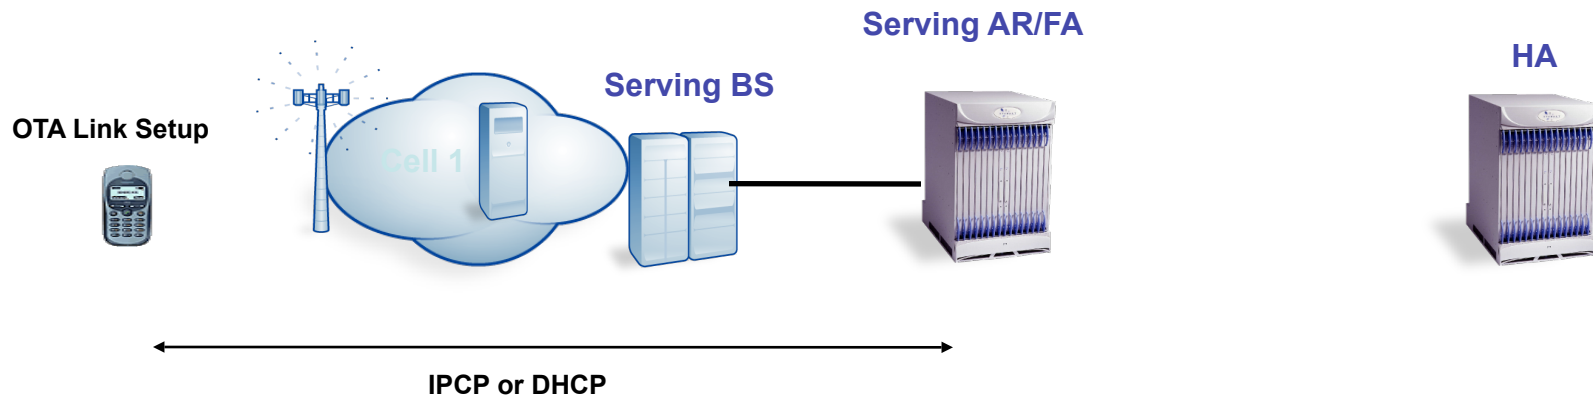 Serving AR/FA
HA
Serving BS
OTA Link Setup
Cell 1
IPCP or DHCP